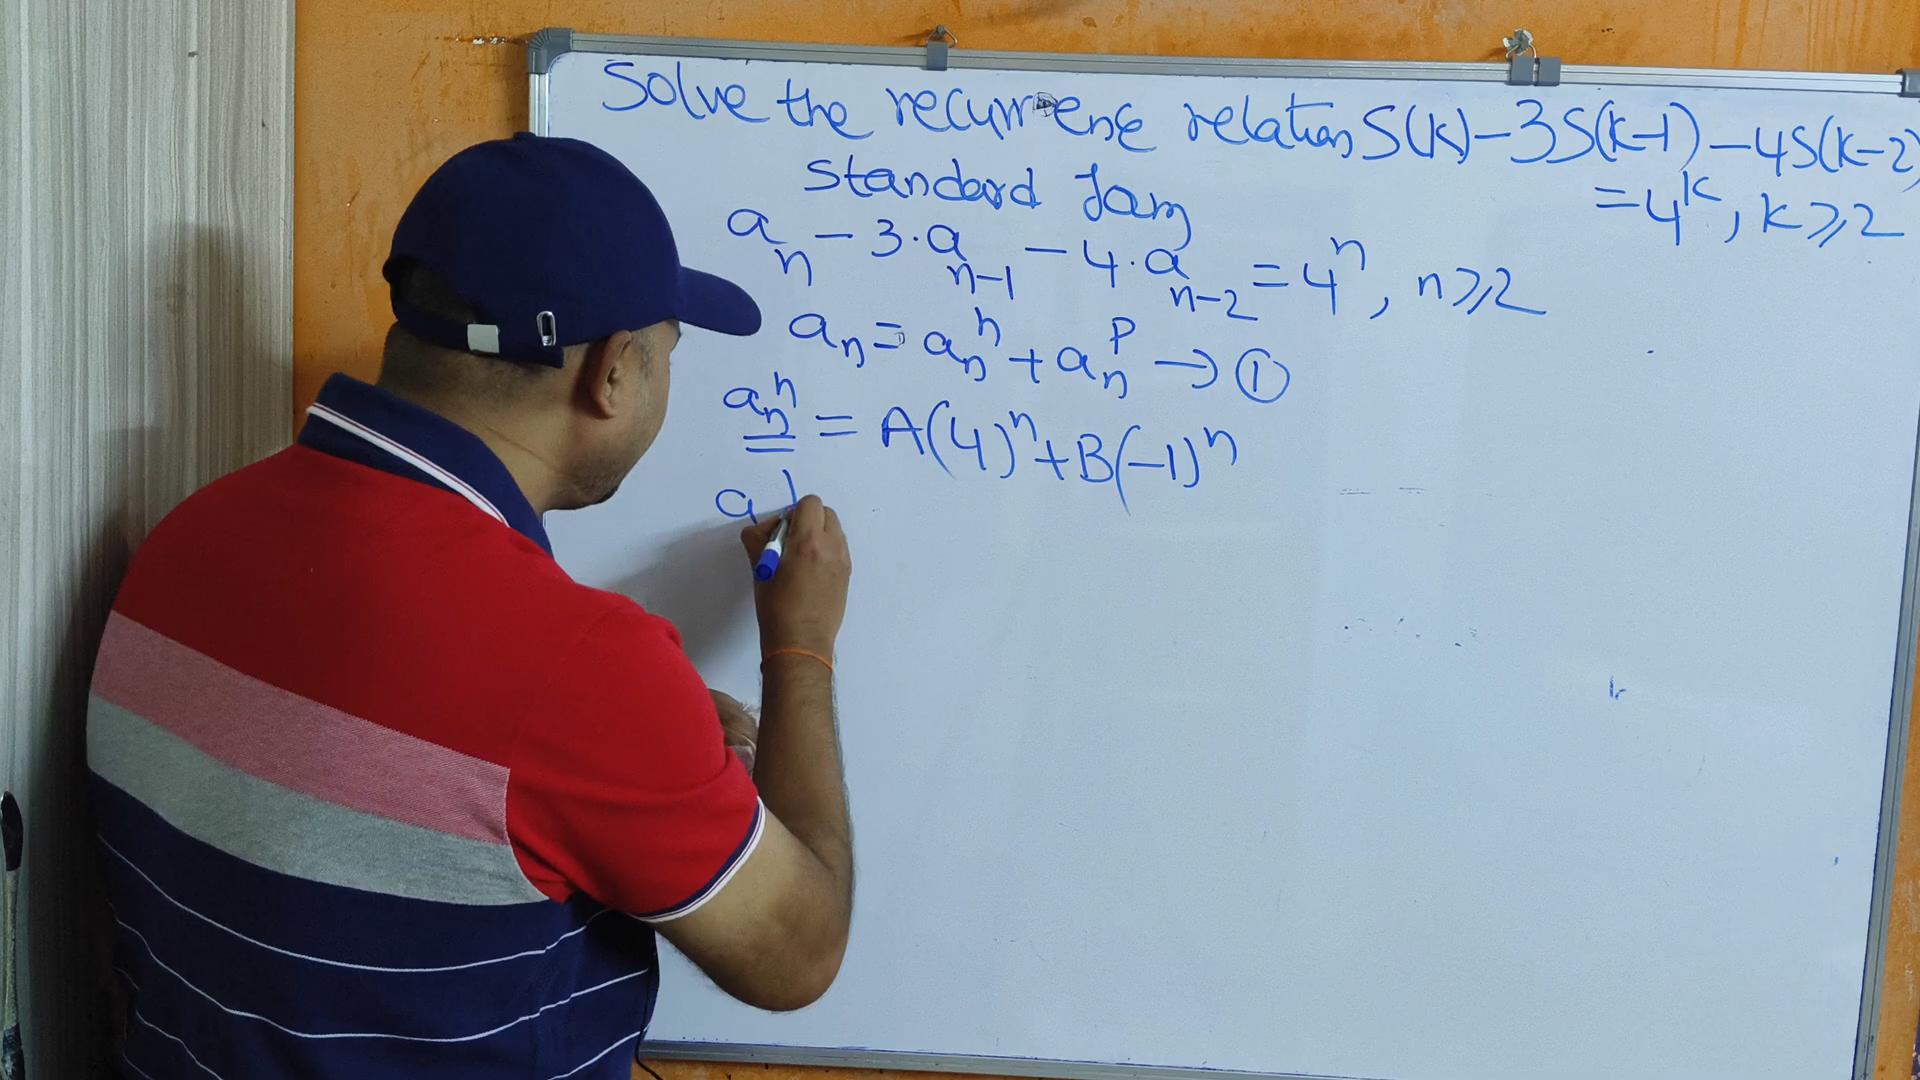 Solve the recurrence relation S(K)-3S(K-1)-4S(K-2)
=4^K, K≥2
Standard form
a_n - 3·a_{n-1} - 4·a_{n-2} = 4^n, n≥2
a_n = a_n^h + a_n^p → ①
a_n^h = A(4)^n + B(-1)^n
a